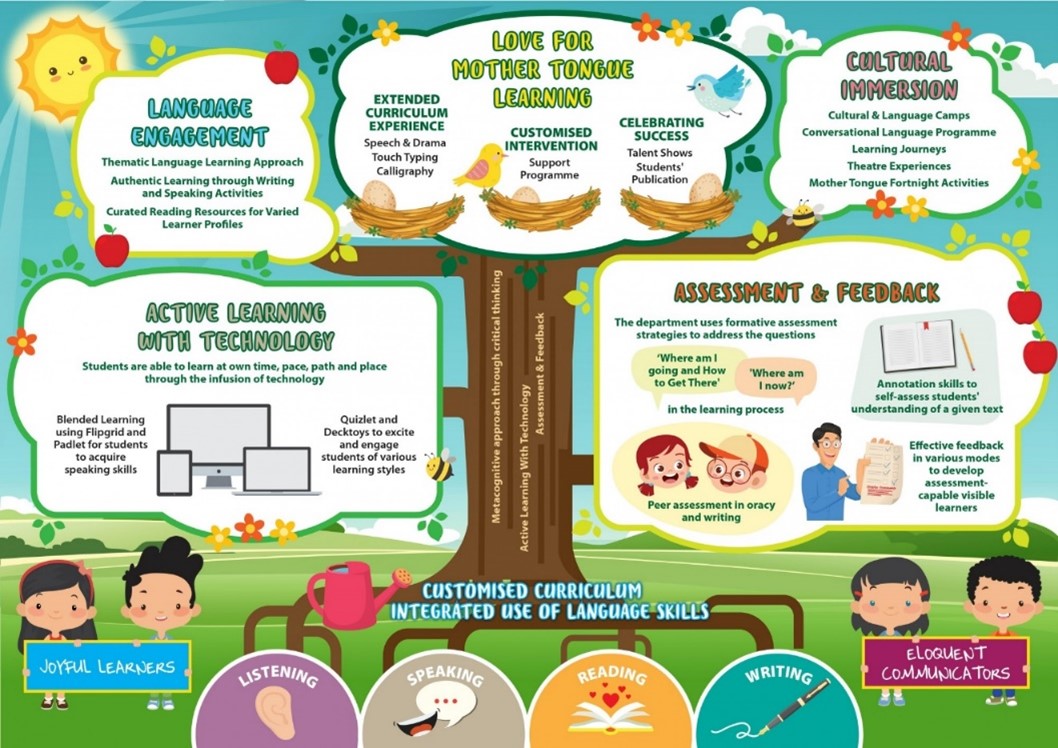 LOVE FOR
MOTHER TONGUE
LEARNING
EXTENDED
CURRICULUM
EXPERIENCE
Speech & Drama
Touch Typing
Calligraphy
CUSTOMISED
INTERVENTION
Support
Programme
CELEBRATING
SUCCESS
Talent Shows
Students'
Publication
LANGUAGE
ENGAGEMENT
Thematic Language Learning Approach
Authentic Learning through Writing
and Speaking Activities
Curated Reading Resources for Varied
Learner Profiles
CULTURAL
IMMERSION
Cultural & Language Camps
Conversational Language Programme
Learning Journeys
Theatre Experiences
Mother Tongue Fortnight Activities
ACTIVE LEARNING
WITH TECHNOLOGY
Students are able to learn at own time, pace, path and place
through the infusion of technology
Blended Learning
using Flipgrid and
Padlet for students
to acquire
speaking skills
Quizlet and
Decktoys to excite
and engage
students of various
learning styles
Metacognitive approach through critical thinking
Active Learning With Technology
Assessment & Feedback
ASSESSMENT & FEEDBACK
The department uses formative assessment
strategies to address the questions
'Where am I
going and How
to Get There'
'Where am
I now?'
in the learning process
Annotation skills to
self-assess students'
understanding of a given text
Peer assessment in oracy
and writing
Effective feedback
in various modes
to develop
assessment-
capable visible
learners
CUSTOMISED CURRICULUM
INTEGRATED USE OF LANGUAGE SKILLS
JOYFUL LEARNERS
ELOQUENT
COMMUNICATORS
LISTENING
SPEAKING
READING
WRITING